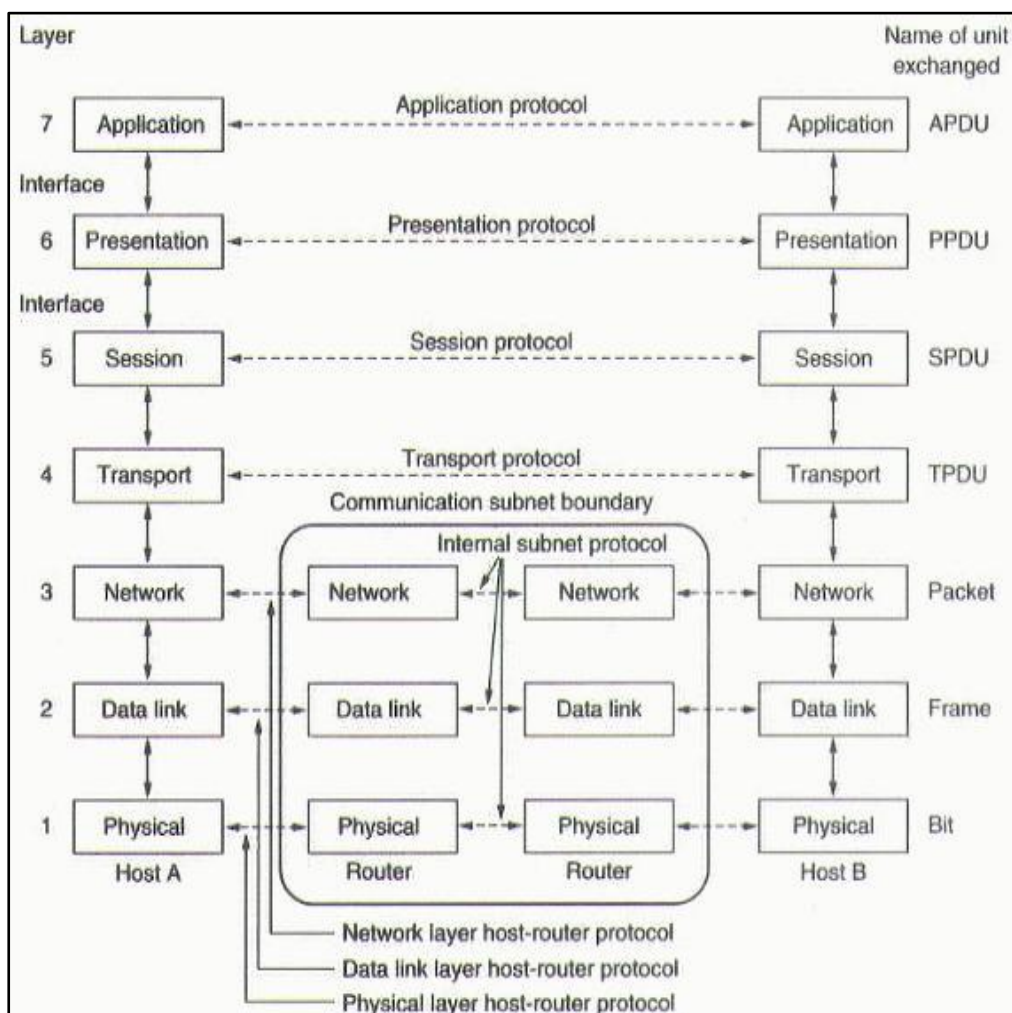 Layer
Name of unit
exchanged
Application protocol
7 Application Application APDU
Interface
Presentation protocol
6 Presentation Presentation PPDU
Interface
Session protocol
5 Session Session SPDU
Transport protocol
4 Transport Transport TPDU
Communication subnet boundary
Internal subnet protocol
3 Network Network Network Network Packet
2 Data link Data link Data link Data link Frame
1 Physical Physical Physical Physical Bit
Host A Router Router Host B
Network layer host-router protocol
Data link layer host-router protocol
Physical layer host-router protocol